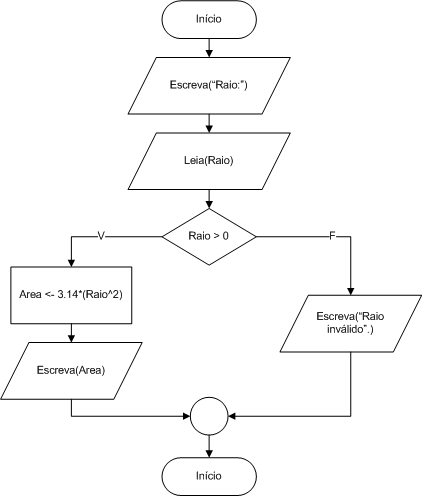 Início
Escreva(“Raio:”)
Leia(Raio)
Raio > 0
V
F
Area <- 3.14*(Raio^2)
Escreva(“Raio
inválido”.)
Escreva(Area)
Início